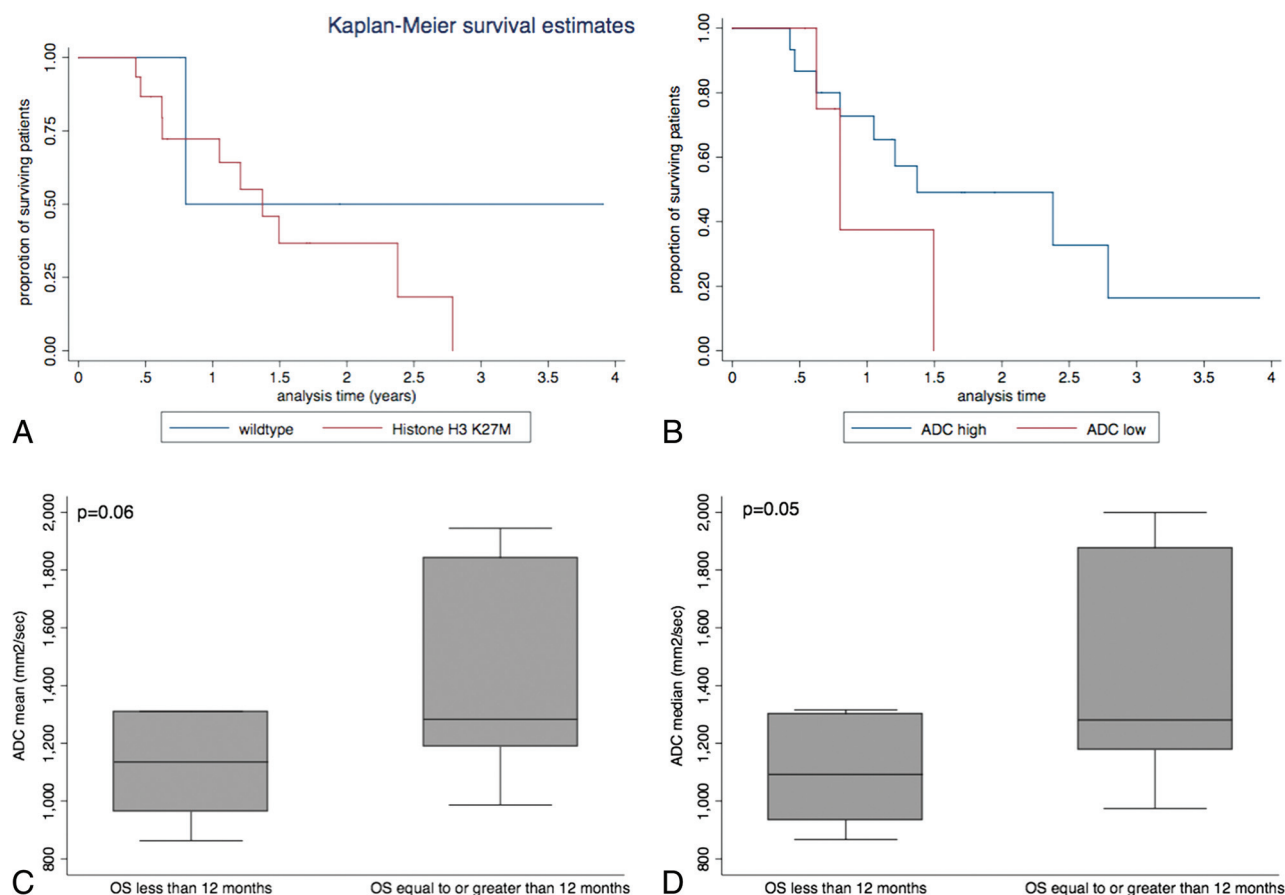 Kaplan-Meier survival estimates
proprotion of surviving patients
1.00
0.75
0.50
0.25
0.00
0 .5 1 1.5 2 2.5 3 3.5 4
analysis time (years)
wildtype Histone H3 K27M
A
proportion of surviving patients
1.00
0.80
0.60
0.40
0.20
0.00
0 .5 1 1.5 2 2.5 3 3.5 4
analysis time
ADC high ADC low
B
p=0.06
ADC mean (mm2/sec)
2,000
1,800
1,600
1,400
1,200
1,000
800
OS less than 12 months OS equal to or greater than 12 months
C
p=0.05
ADC median (mm2/sec)
2,000
1,800
1,600
1,400
1,200
1,000
800
OS less than 12 months OS equal to or greater than 12 months
D